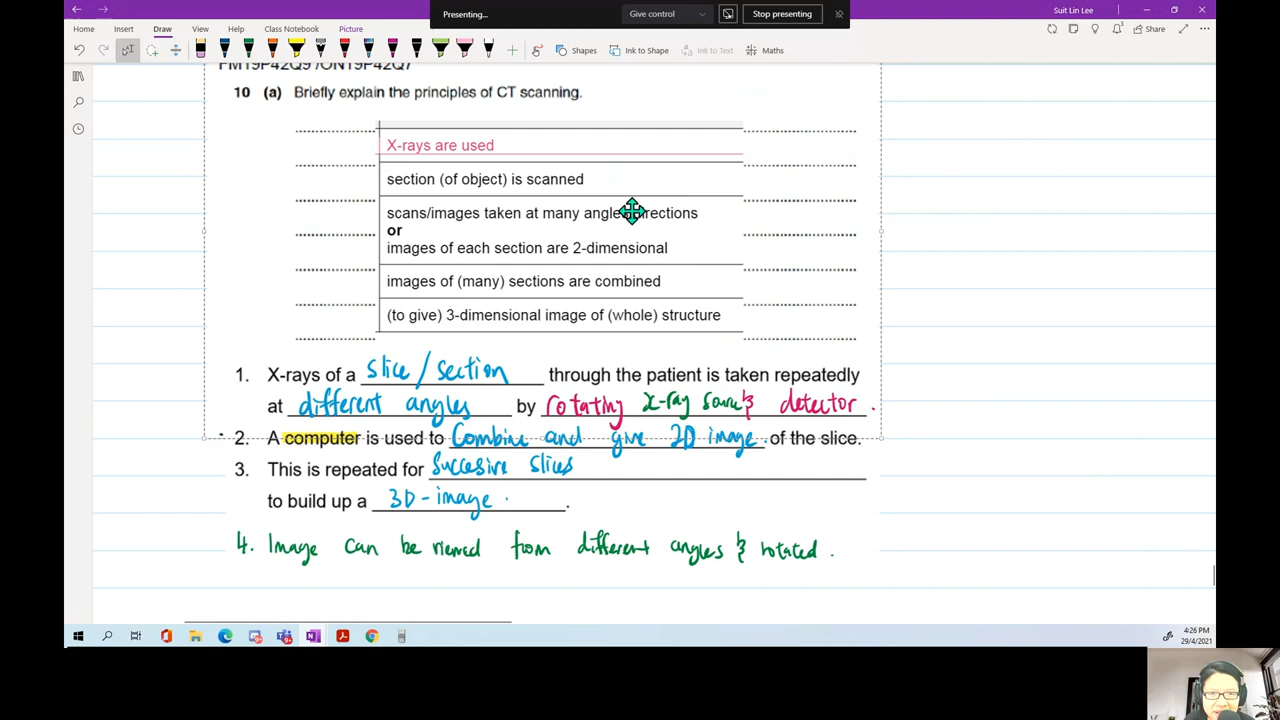 Presenting...
Give control
Stop presenting
Suit Lin Lee
Home Insert Draw View Help Class Notebook Picture
Shapes Ink to Shape Ink to Text Maths
Share
FM19P42Q9 /ON19P42Q7
10 (a) Briefly explain the principles of CT scanning.
X-rays are used
section (of object) is scanned
scans/images taken at many angles/directions
or
images of each section are 2-dimensional
images of (many) sections are combined
(to give) 3-dimensional image of (whole) structure
1. X-rays of a slice / section through the patient is taken repeatedly
at different angles by rotating x-ray source & detector .
2. A computer is used to Combine and give 2D image . of the slice.
3. This is repeated for Succesive slices
to build up a 3D-image .
4. Image can be viewed from different angles & rotated .
4:26 PM
29/4/2021